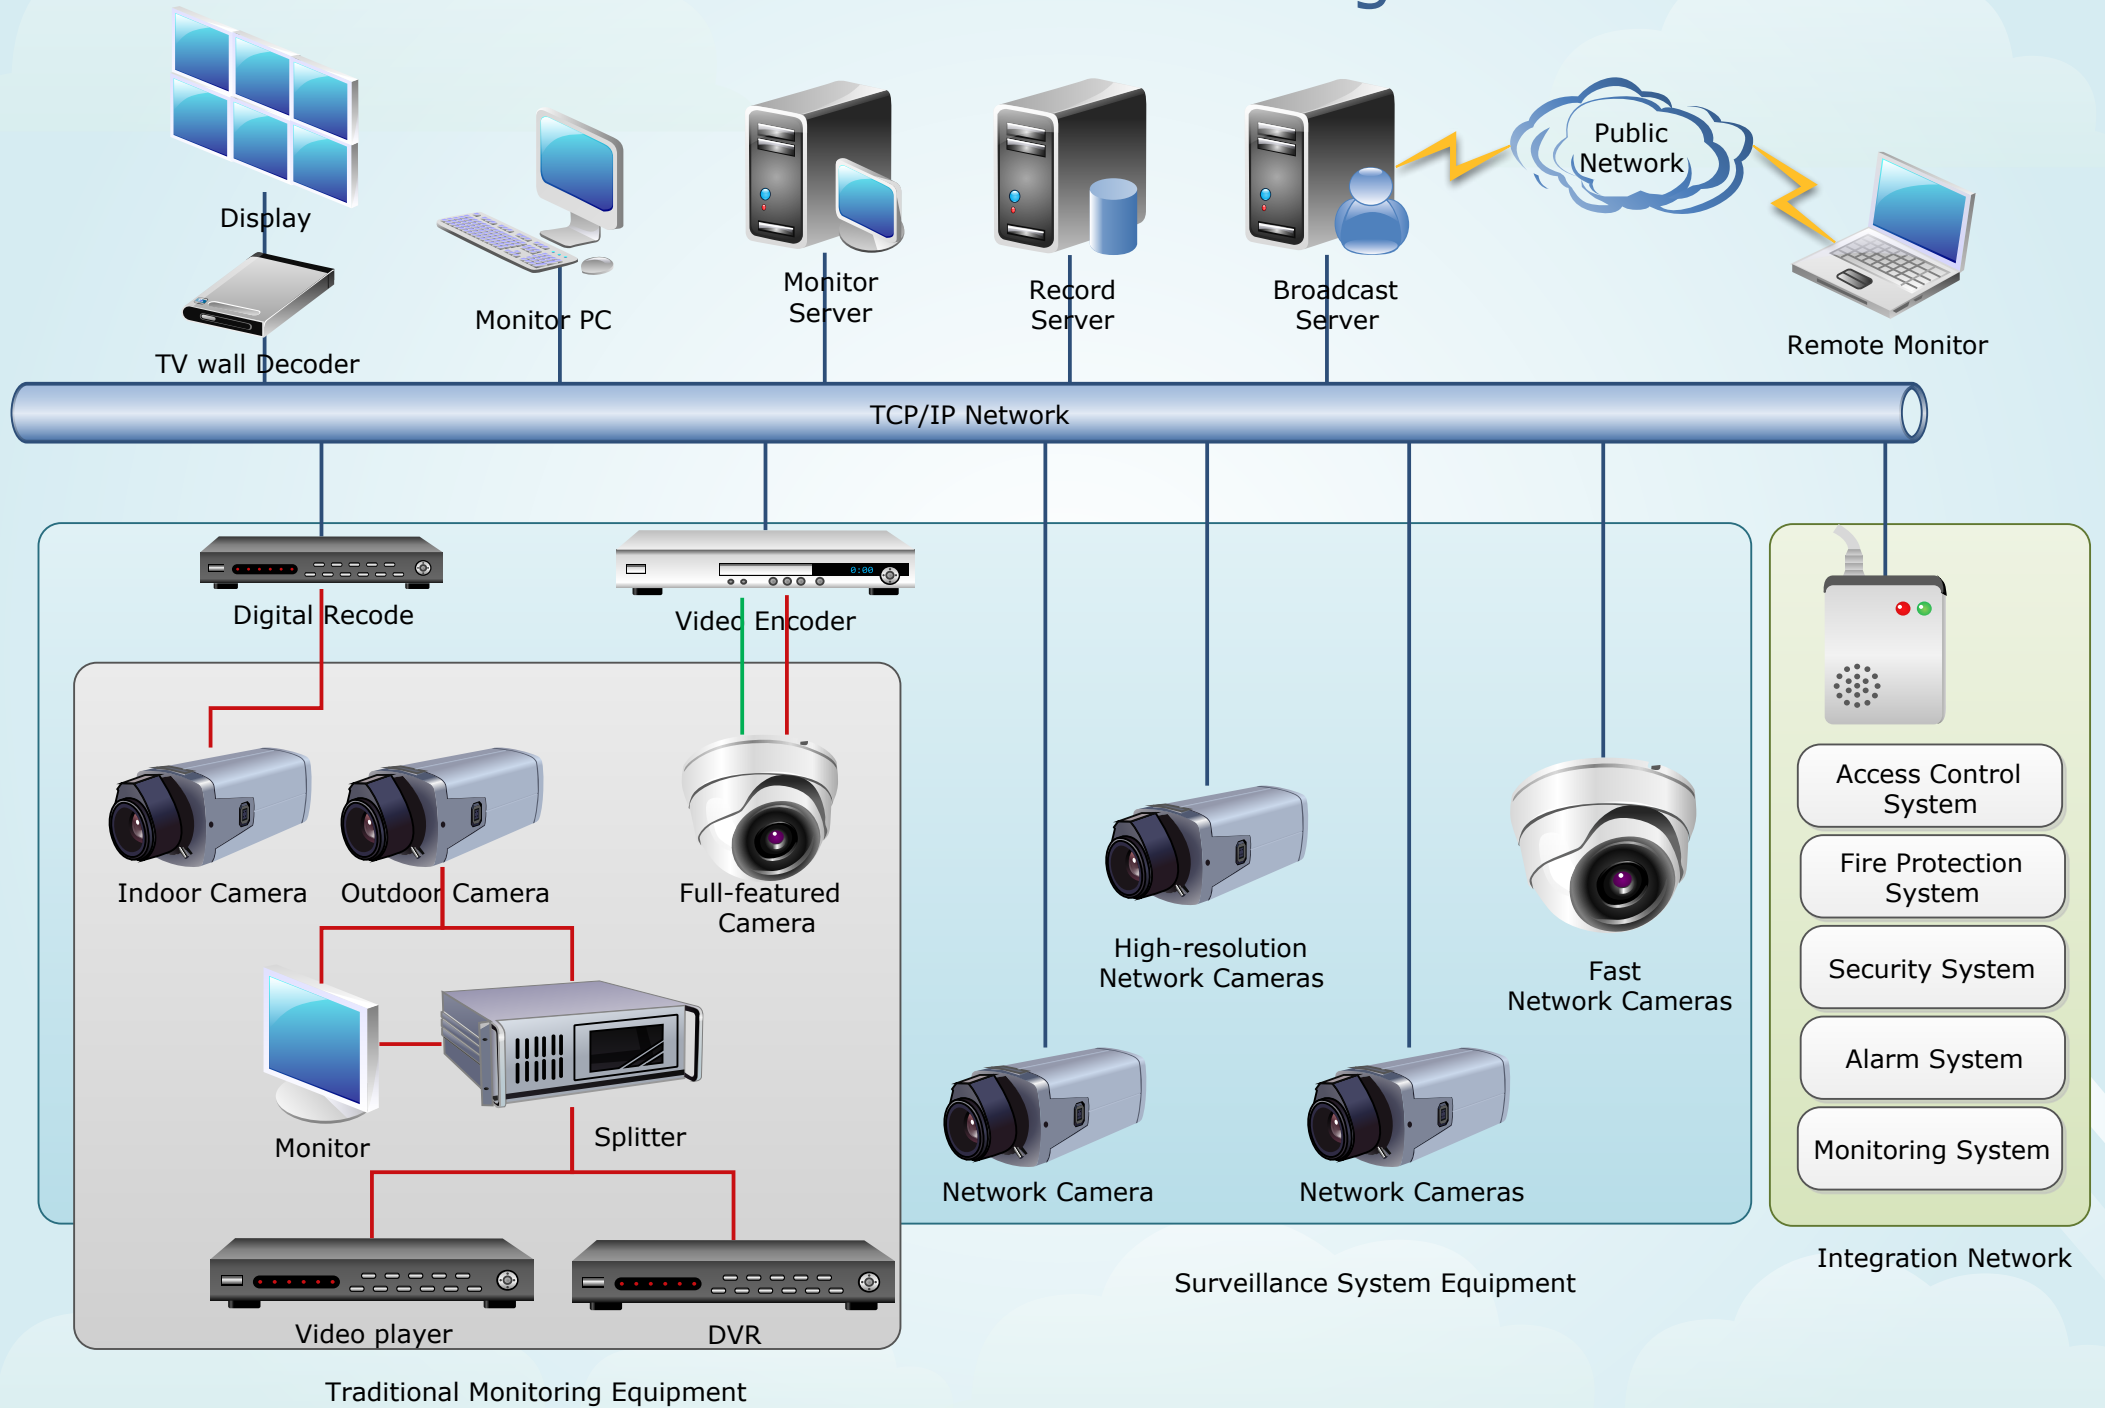 Public
Network
Display
Monitor
Server
Record
Server
Broadcast
Server
Monitor PC
Remote Monitor
TV wall Decoder
TCP/IP Network
0:00
Digital Recode
Video Encoder
Access Control
System
Fire Protection
System
Indoor Camera
Outdoor Camera
Full-featured
Camera
High-resolution
Network Cameras
Fast
Network Cameras
Security System
Alarm System
Monitor
Splitter
Monitoring System
Network Camera
Network Cameras
Integration Network
Surveillance System Equipment
Video player
DVR
Traditional Monitoring Equipment